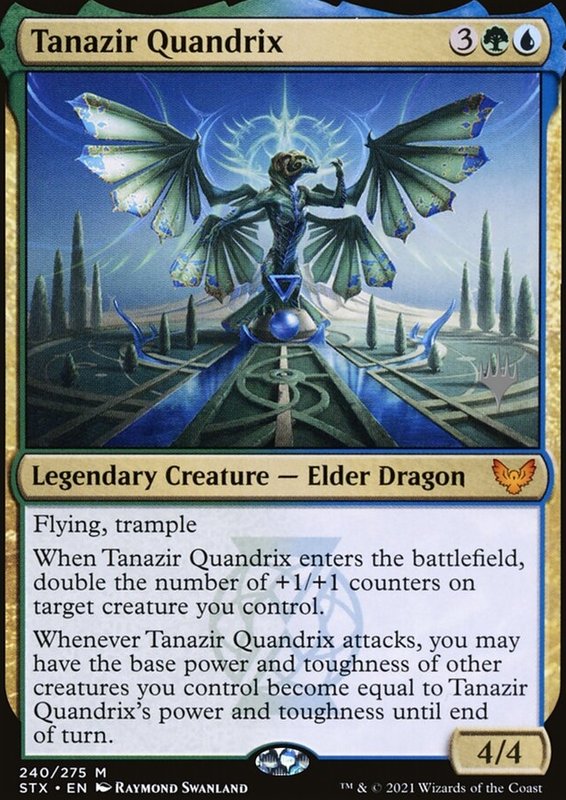 Tanazir Quandrix 3
Legendary Creature — Elder Dragon
Flying, trample
When Tanazir Quandrix enters the battlefield,
double the number of +1/+1 counters on
target creature you control.
Whenever Tanazir Quandrix attacks, you may
have the base power and toughness of other
creatures you control become equal to Tanazir
Quandrix's power and toughness until end
of turn.
4/4
240/275 M
STX • EN Raymond Swanland
™ & © 2021 Wizards of the Coast